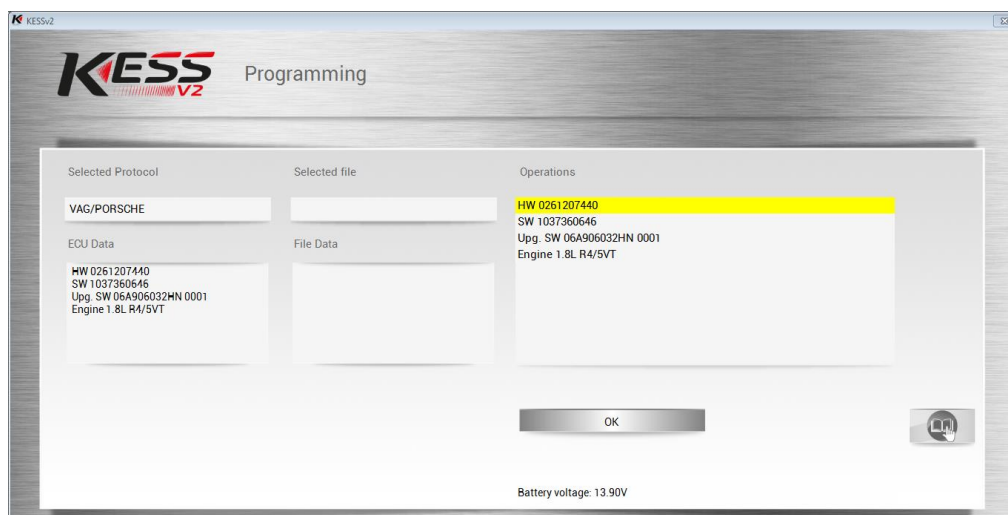 KESSv2
KESS V2
Programming
Selected Protocol
VAG/PORSCHE
ECU Data
HW 0261207440
SW 1037360646
Upg. SW 06A906032HN 0001
Engine 1.8L R4/5VT
Selected file
File Data
Operations
HW 0261207440
SW 1037360646
Upg. SW 06A906032HN 0001
Engine 1.8L R4/5VT
OK
Battery voltage: 13.90V